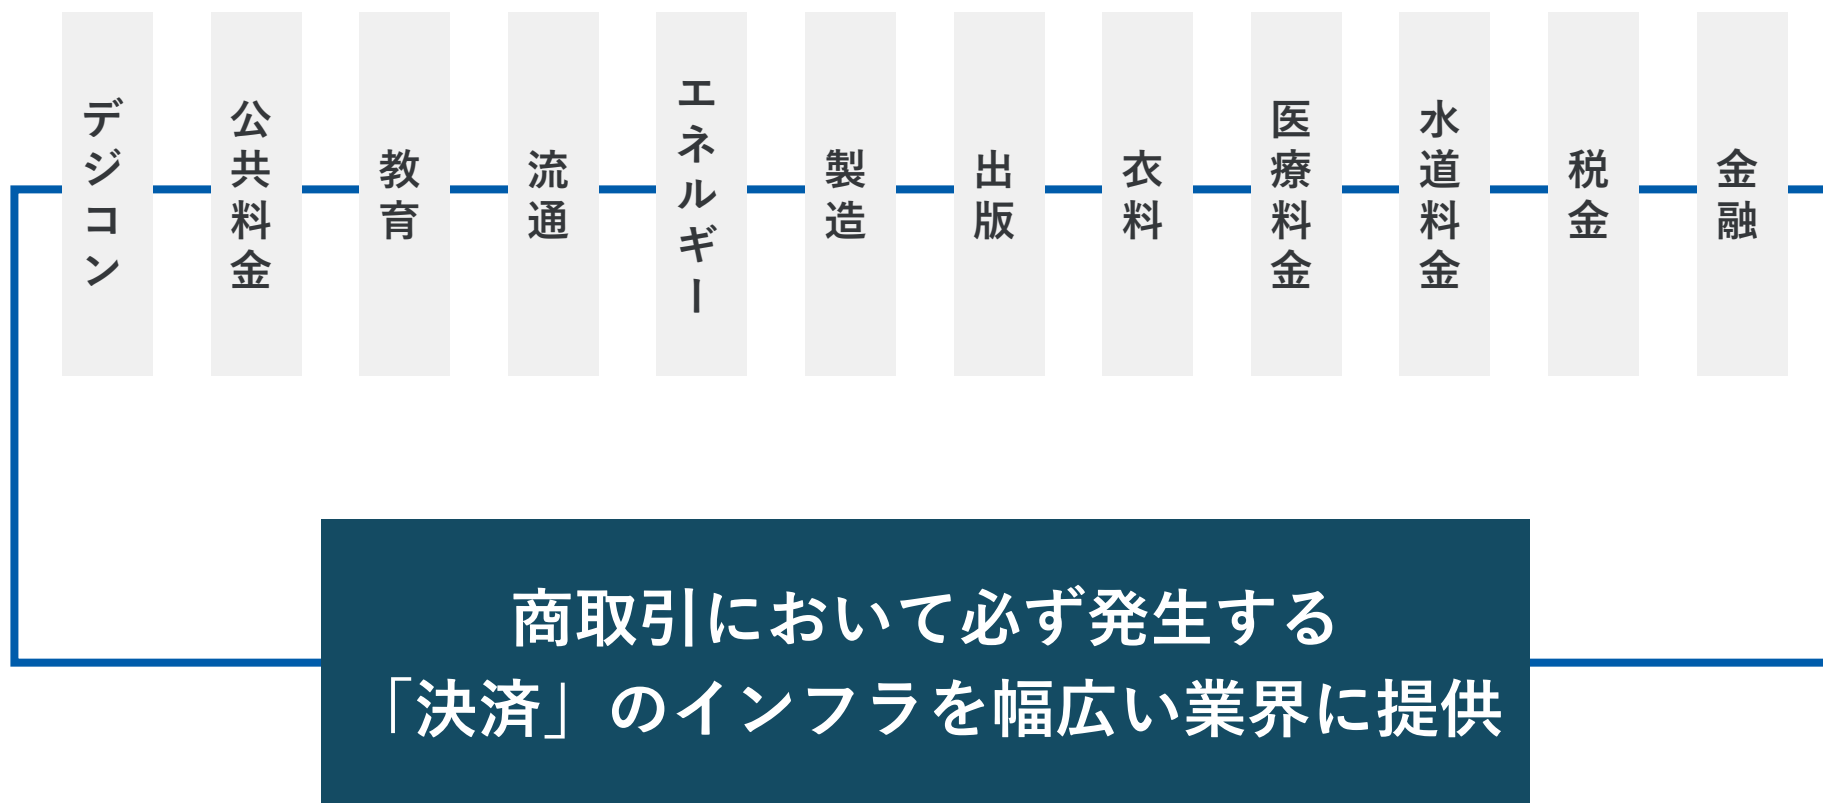 デジコン
公共料金
教育
流通
エネルギー
製造
出版
衣料
医療料金
水道料金
税金
金融
商取引において必ず発生する
「決済」のインフラを幅広い業界に提供